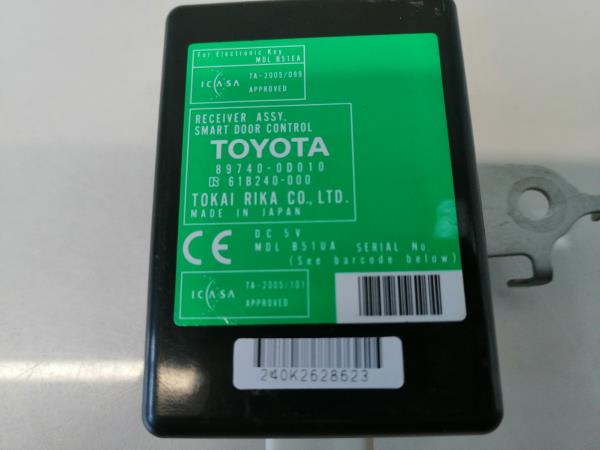 For Electronic Key
MDL B51EA
ICASA
TA-2005/099
APPROVED
RECEIVER ASSY,
SMART DOOR CONTROL
TOYOTA
89740-0D010
61B240-000
TOKAI RIKA CO., LTD.
MADE IN JAPAN
CE
DC 5V
MDL B51UA SERIAL No.
(See barcode below)
ICASA
TA-2005/101
APPROVED
240K2628623